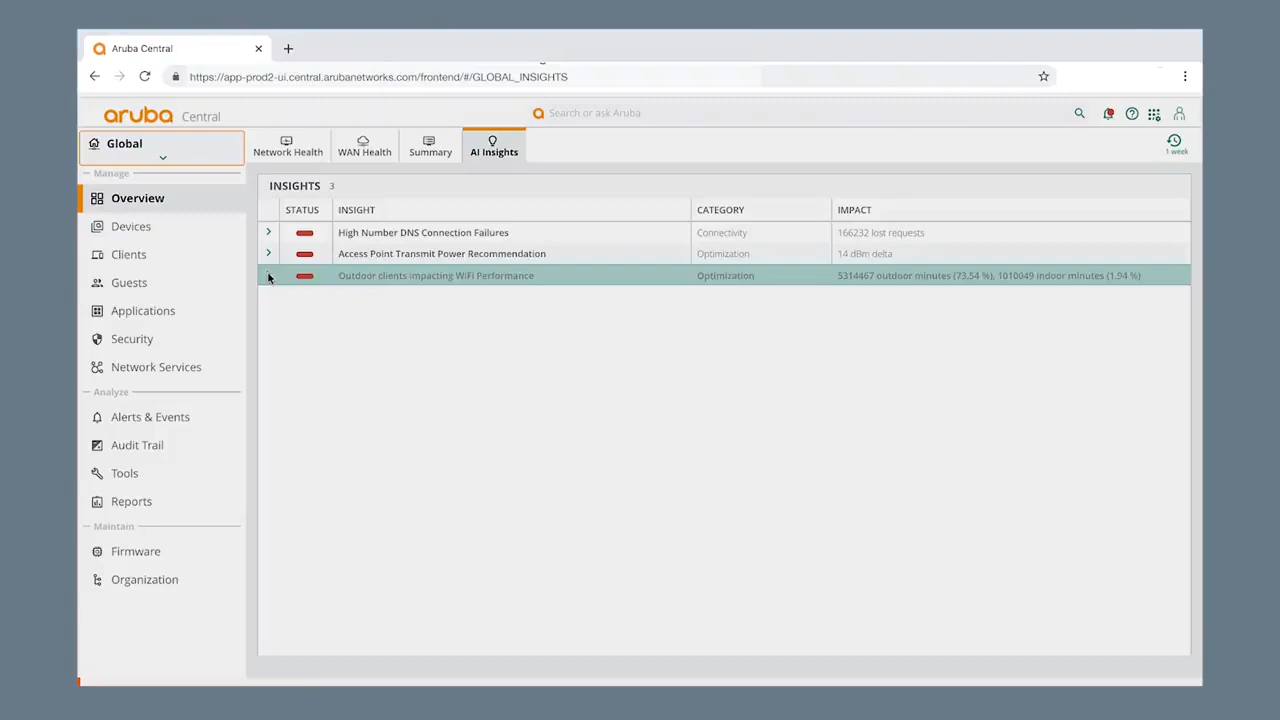 Aruba Central
https://app-prod2-ui.central.arubanetworks.com/frontend/#/GLOBAL_INSIGHTS
aruba Central
Search or ask Aruba
Global
Network Health
WAN Health
Summary
AI Insights
1 week
Manage
Overview
Devices
Clients
Guests
Applications
Security
Network Services
Analyze
Alerts & Events
Audit Trail
Tools
Reports
Maintain
Firmware
Organization
INSIGHTS 3
STATUS INSIGHT CATEGORY IMPACT
High Number DNS Connection Failures Connectivity 166232 lost requests
Access Point Transmit Power Recommendation Optimization 14 dBm delta
Outdoor clients impacting WiFi Performance Optimization 5314467 outdoor minutes (73.54 %), 1010049 indoor minutes (1.94 %)